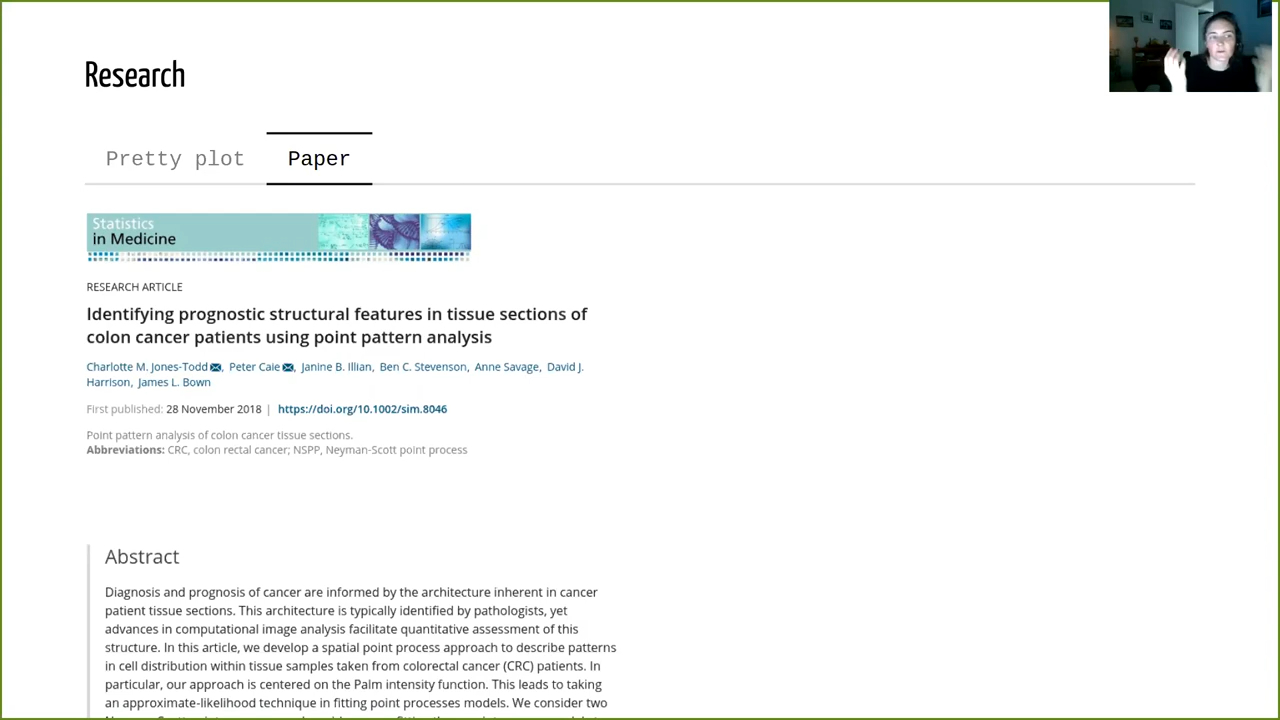 Research
Pretty plot Paper
Statistics
in Medicine
RESEARCH ARTICLE
Identifying prognostic structural features in tissue sections of
colon cancer patients using point pattern analysis
Charlotte M. Jones-Todd, Peter Caie, Janine B. Illian, Ben C. Stevenson, Anne Savage, David J.
Harrison, James L. Bown
First published: 28 November 2018 | https://doi.org/10.1002/sim.8046
Point pattern analysis of colon cancer tissue sections.
Abbreviations: CRC, colon rectal cancer; NSPP, Neyman-Scott point process
Abstract
Diagnosis and prognosis of cancer are informed by the architecture inherent in cancer
patient tissue sections. This architecture is typically identified by pathologists, yet
advances in computational image analysis facilitate quantitative assessment of this
structure. In this article, we develop a spatial point process approach to describe patterns
in cell distribution within tissue samples taken from colorectal cancer (CRC) patients. In
particular, our approach is centered on the Palm intensity function. This leads to taking
an approximate-likelihood technique in fitting point processes models. We consider two